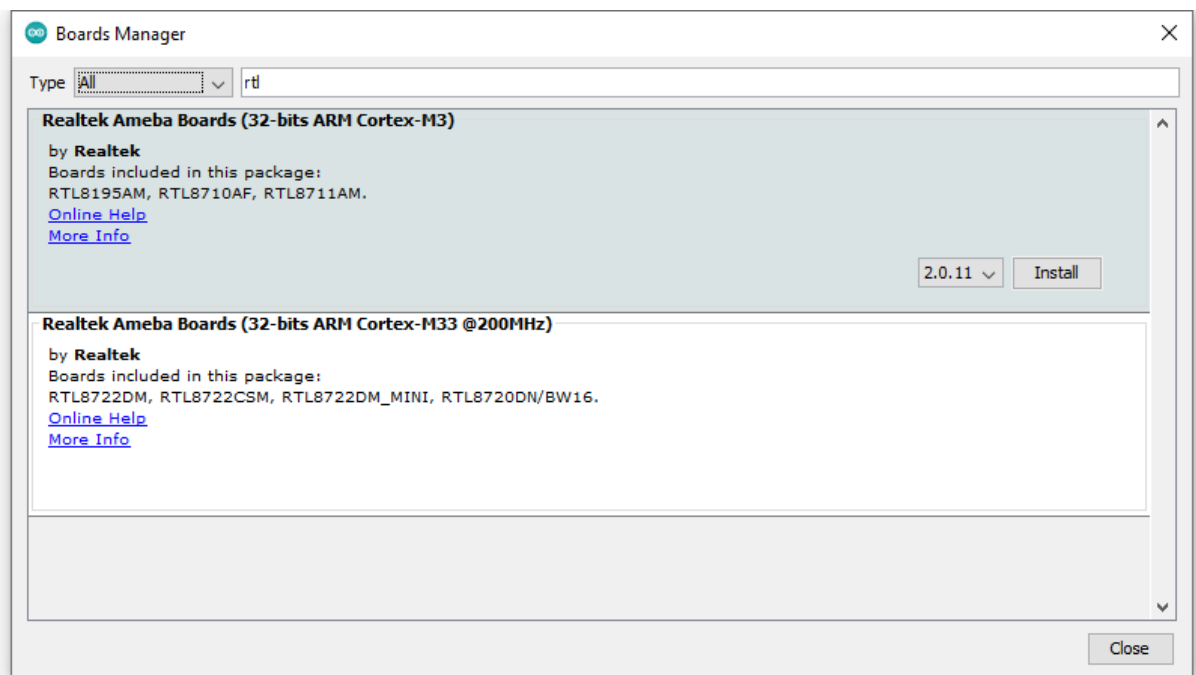 Boards Manager
Type All rtl
Realtek Ameba Boards (32-bits ARM Cortex-M3)
by Realtek
Boards included in this package:
RTL8195AM, RTL8710AF, RTL8711AM.
Online Help
More Info
2.0.11 Install
Realtek Ameba Boards (32-bits ARM Cortex-M33 @200MHz)
by Realtek
Boards included in this package:
RTL8722DM, RTL8722CSM, RTL8722DM_MINI, RTL8720DN/BW16.
Online Help
More Info
Close